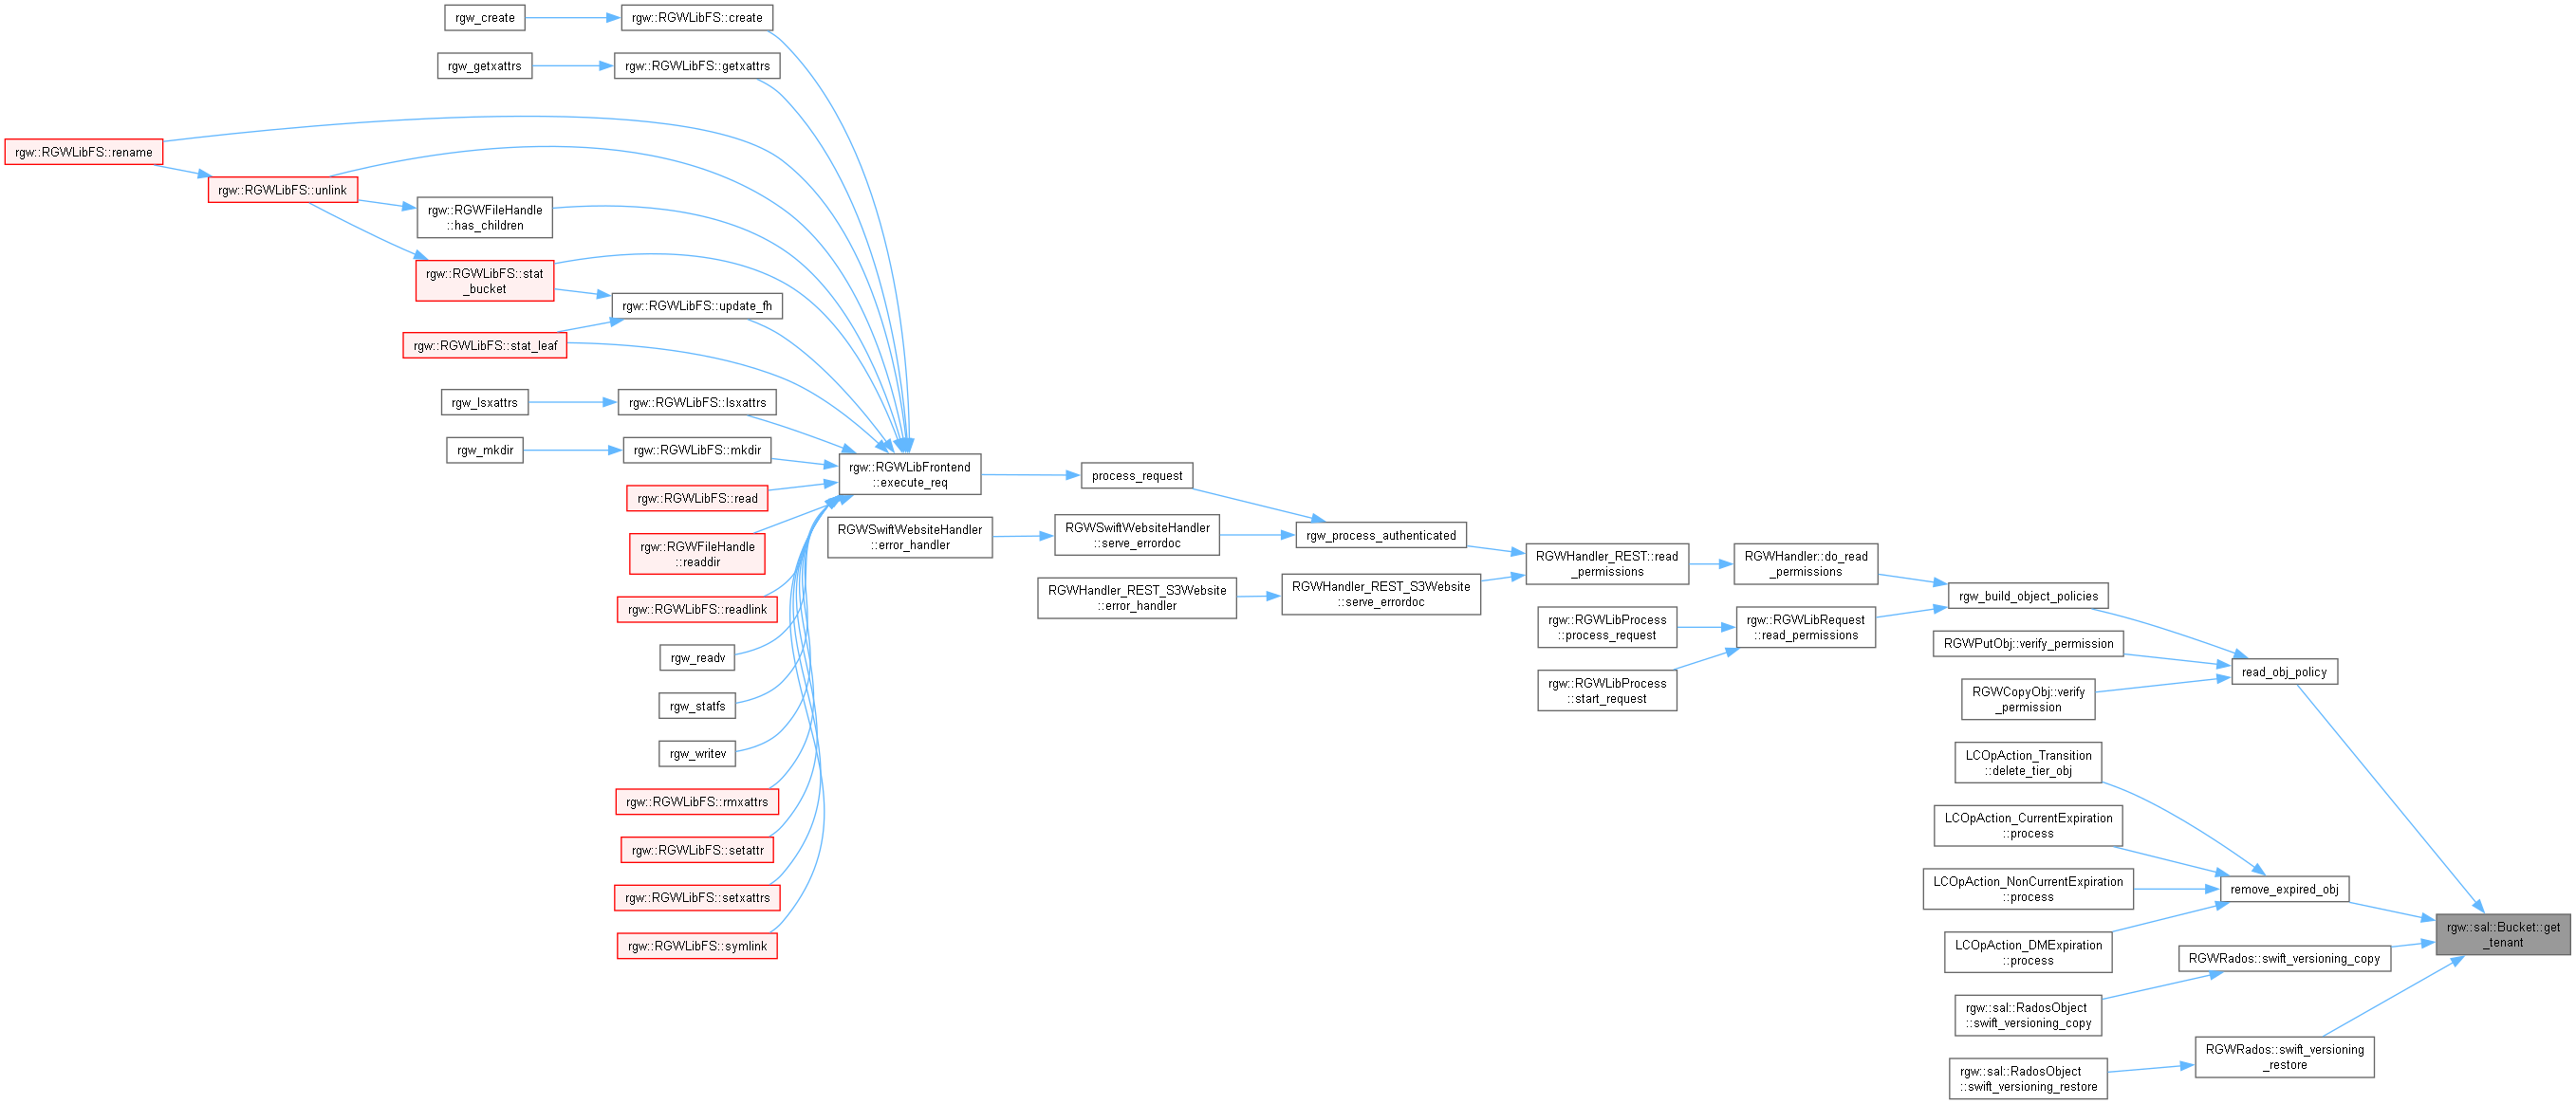 rgw_create
rgw::RGWLibFS::create
rgw_getxattrs
rgw::RGWLibFS::getxattrs
rgw::RGWLibFS::rename
rgw::RGWLibFS::unlink
rgw::RGWFileHandle
::has_children
rgw::RGWLibFS::stat
_bucket
rgw::RGWLibFS::update_fh
rgw::RGWLibFS::stat_leaf
rgw_lsxattrs
rgw::RGWLibFS::lsxattrs
rgw_mkdir
rgw::RGWLibFS::mkdir
rgw::RGWLibFrontend
::execute_req
process_request
rgw::RGWLibFS::read
RGWSwiftWebsiteHandler
::error_handler
RGWSwiftWebsiteHandler
::serve_errordoc
rgw_process_authenticated
rgw::RGWFileHandle
::readdir
RGWHandler_REST::read
_permissions
RGWHandler::do_read
_permissions
RGWHandler_REST_S3Website
::error_handler
RGWHandler_REST_S3Website
::serve_errordoc
rgw_build_object_policies
rgw::RGWLibFS::readlink
rgw::RGWLibProcess
::process_request
rgw::RGWLibRequest
::read_permissions
RGWPutObj::verify_permission
rgw_readv
read_obj_policy
rgw::RGWLibProcess
::start_request
RGWCopyObj::verify
_permission
rgw_statfs
rgw_writev
LCOpAction_Transition
::delete_tier_obj
rgw::RGWLibFS::rmxattrs
LCOpAction_CurrentExpiration
::process
rgw::RGWLibFS::setattr
LCOpAction_NonCurrentExpiration
::process
remove_expired_obj
rgw::RGWLibFS::setxattrs
rgw::sal::Bucket::get
_tenant
rgw::RGWLibFS::symlink
LCOpAction_DMExpiration
::process
RGWRados::swift_versioning_copy
rgw::sal::RadosObject
::swift_versioning_copy
RGWRados::swift_versioning
_restore
rgw::sal::RadosObject
::swift_versioning_restore